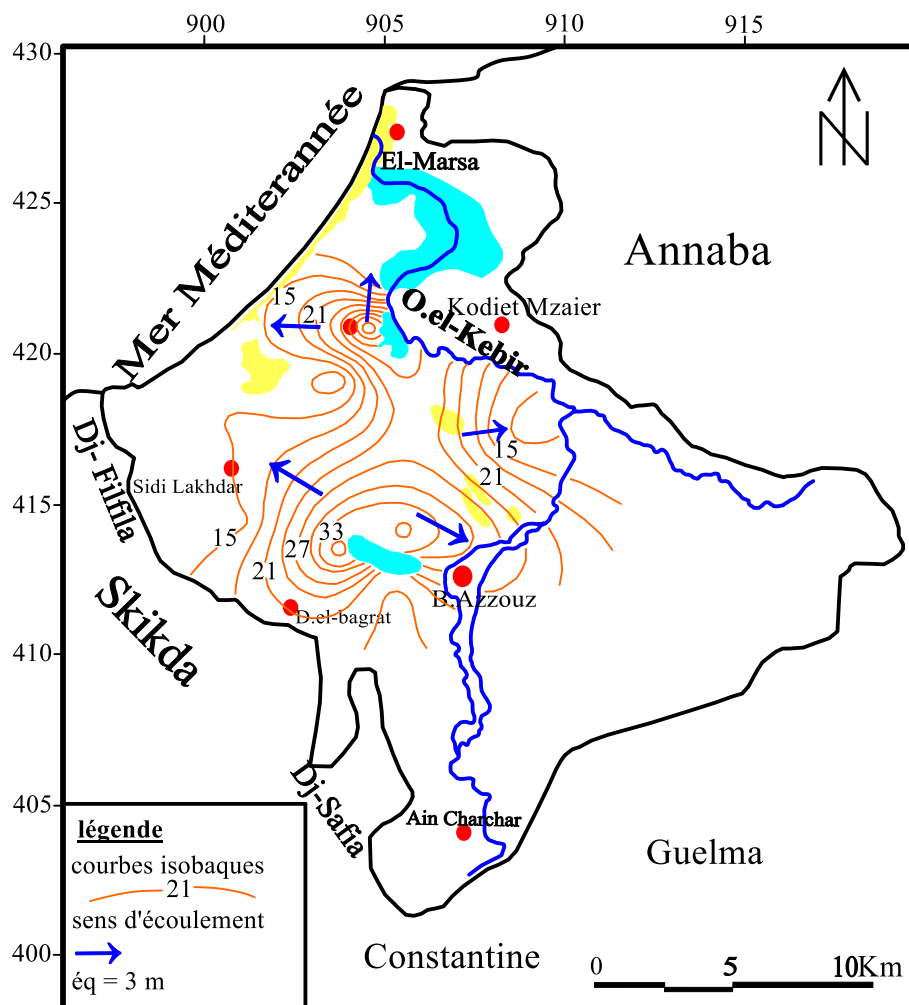 900 905 910 915
430
425
420
415
410
405
400
Mer Méditerannée
El-Marsa
Annaba
O.el-Kebir
Kodiet Mzaier
15
21
15
21
Dj- Filfila
Sidi Lakhdar
15
21
27
33
B.Azzouz
D.el-bagrat
Skikda
Dj-Safia
Ain Charchar
Guelma
Constantine
N
légende
courbes isobaques
21
sens d'écoulement
éq = 3 m
0 5 10Km